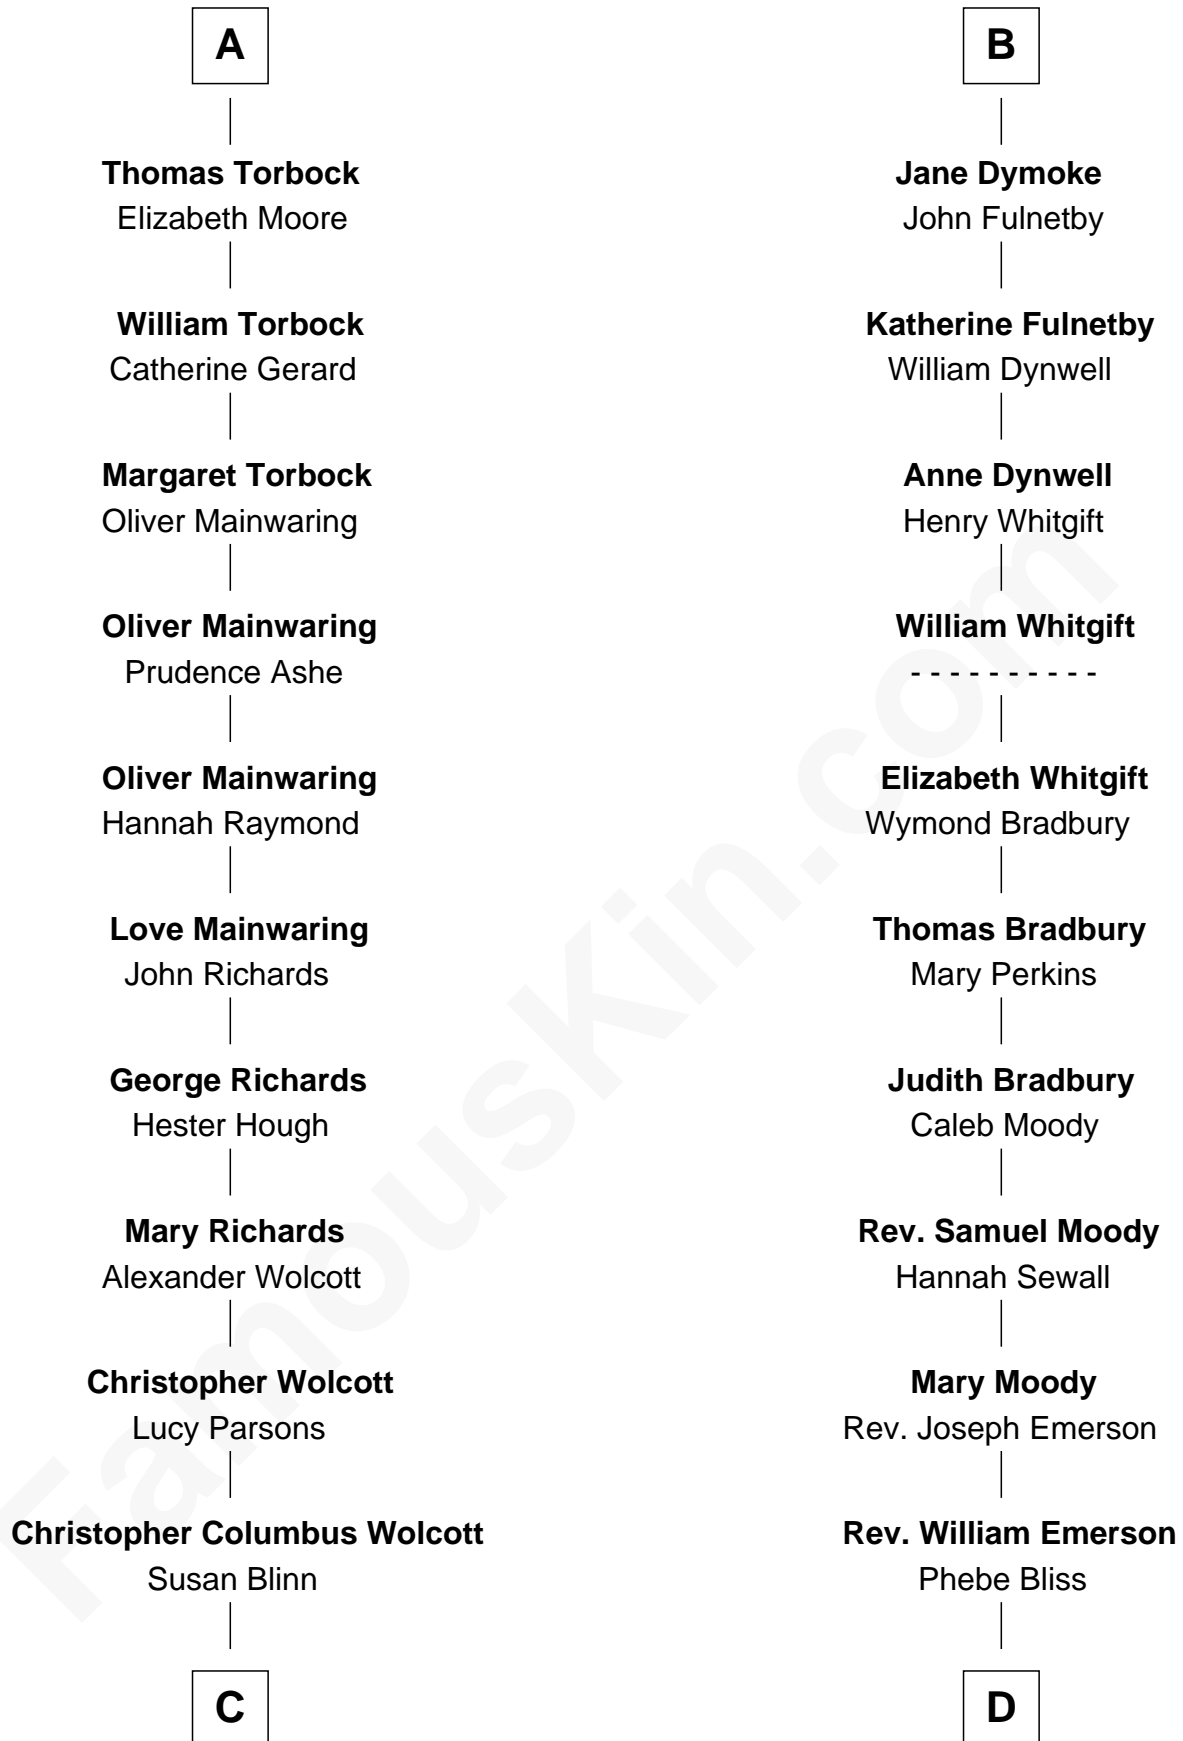 A
Thomas Torbock
Elizabeth Moore
William Torbock
Catherine Gerard
Margaret Torbock
Oliver Mainwaring
Oliver Mainwaring
Prudence Ashe
Oliver Mainwaring
Hannah Raymond
Love Mainwaring
John Richards
George Richards
Hester Hough
Mary Richards
Alexander Wolcott
Christopher Wolcott
Lucy Parsons
Christopher Columbus Wolcott
Susan Blinn
C
B
Jane Dymoke
John Fulnetby
Katherine Fulnetby
William Dynwell
Anne Dynwell
Henry Whitgift
William Whitgift
- - - - - - - - - -
Elizabeth Whitgift
Wymond Bradbury
Thomas Bradbury
Mary Perkins
Judith Bradbury
Caleb Moody
Rev. Samuel Moody
Hannah Sewall
Mary Moody
Rev. Joseph Emerson
Rev. William Emerson
Phebe Bliss
D
FamousKin.com